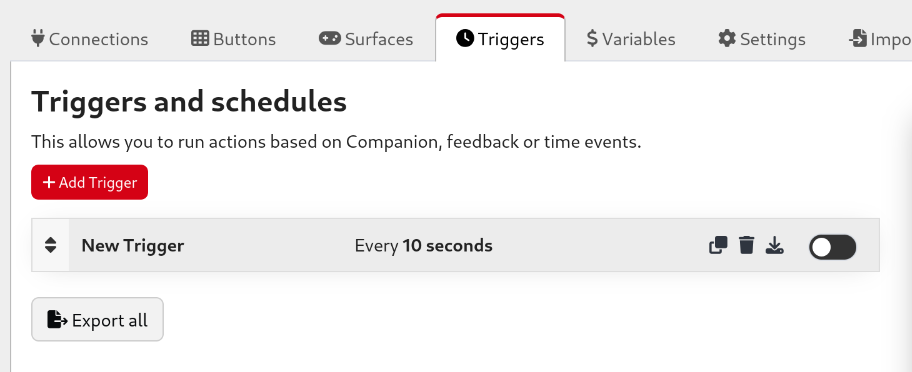 Connections Buttons Surfaces Triggers $ Variables Settings Impo
Triggers and schedules
This allows you to run actions based on Companion, feedback or time events.
+ Add Trigger
New Trigger Every 10 seconds
Export all